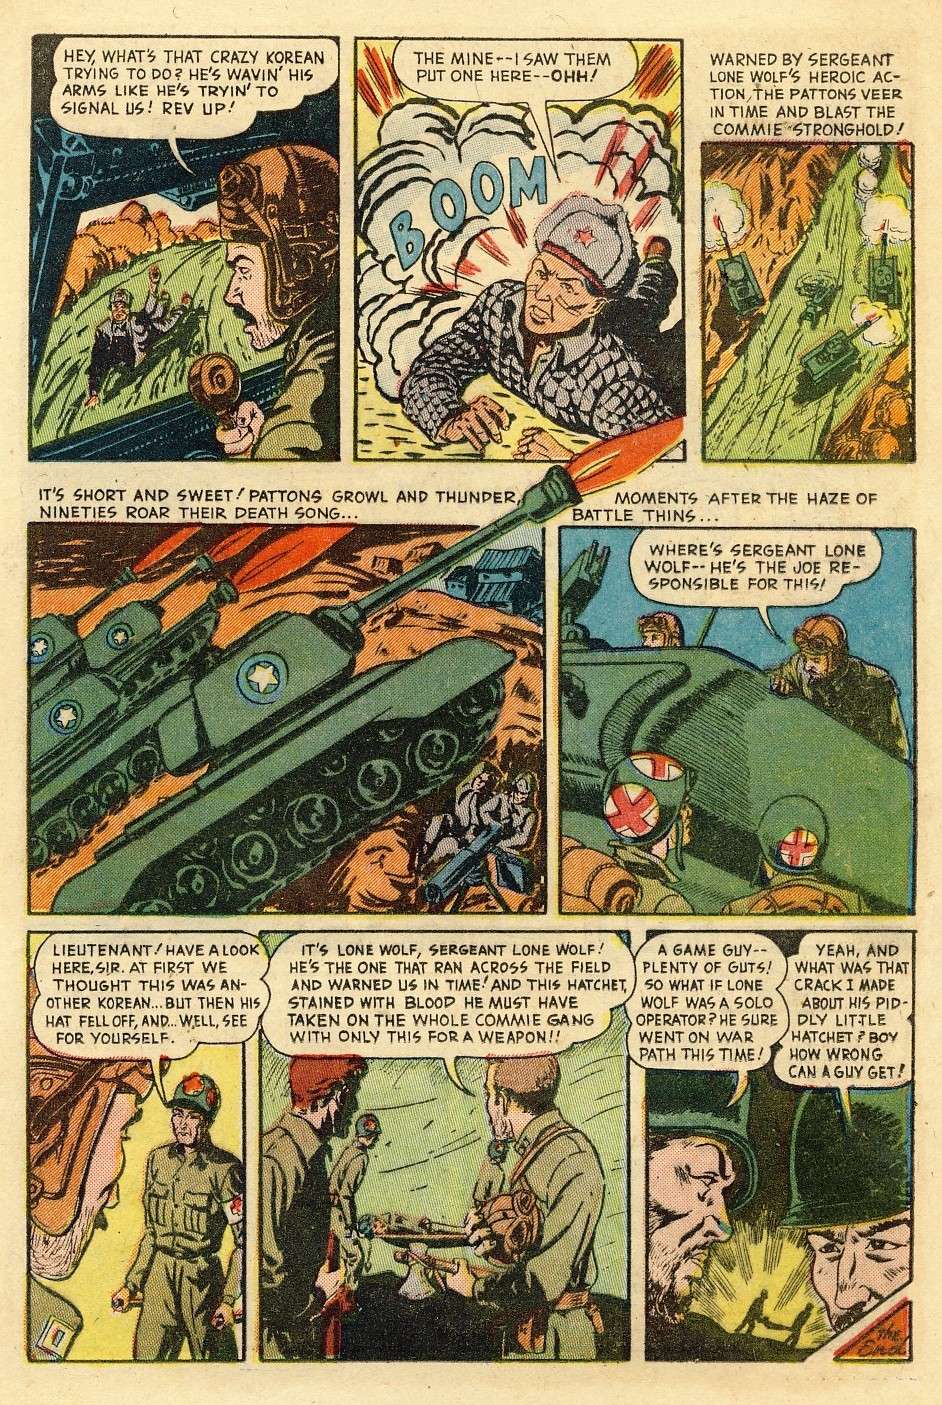 HEY, WHAT'S THAT CRAZY KOREAN
TRYING TO DO? HE'S WAVIN' HIS
ARMS LIKE HE'S TRYIN' TO
SIGNAL US! REV UP!
THE MINE--I SAW THEM
PUT ONE HERE--OHH!
BOOM
WARNED BY SERGEANT
LONE WOLF'S HEROIC AC-
TION, THE PATTONS VEER
IN TIME AND BLAST THE
COMMIE STRONGHOLD!
IT'S SHORT AND SWEET! PATTONS GROWL AND THUNDER,
NINETIES ROAR THEIR DEATH SONG...
MOMENTS AFTER THE HAZE OF
BATTLE THINS...
WHERE'S SERGEANT LONE
WOLF--HE'S THE JOE RE-
SPONSIBLE FOR THIS!
LIEUTENANT! HAVE A LOOK
HERE, SIR. AT FIRST WE
THOUGHT THIS WAS AN-
OTHER KOREAN...BUT THEN HIS
HAT FELL OFF, AND...WELL, SEE
FOR YOURSELF.
IT'S LONE WOLF, SERGEANT LONE WOLF!
HE'S THE ONE THAT RAN ACROSS THE FIELD
AND WARNED US IN TIME! AND THIS HATCHET,
STAINED WITH BLOOD HE MUST HAVE
TAKEN ON THE WHOLE COMMIE GANG
WITH ONLY THIS FOR A WEAPON!!
A GAME GUY--
PLENTY OF GUTS!
SO WHAT IF LONE
WOLF WAS A SOLO
OPERATOR? HE SURE
WENT ON WAR
PATH THIS TIME!
YEAH, AND
WHAT WAS THAT
CRACK I MADE
ABOUT HIS PID-
DLY LITTLE
HATCHET? BOY
HOW WRONG
CAN A GUY GET!
The
End